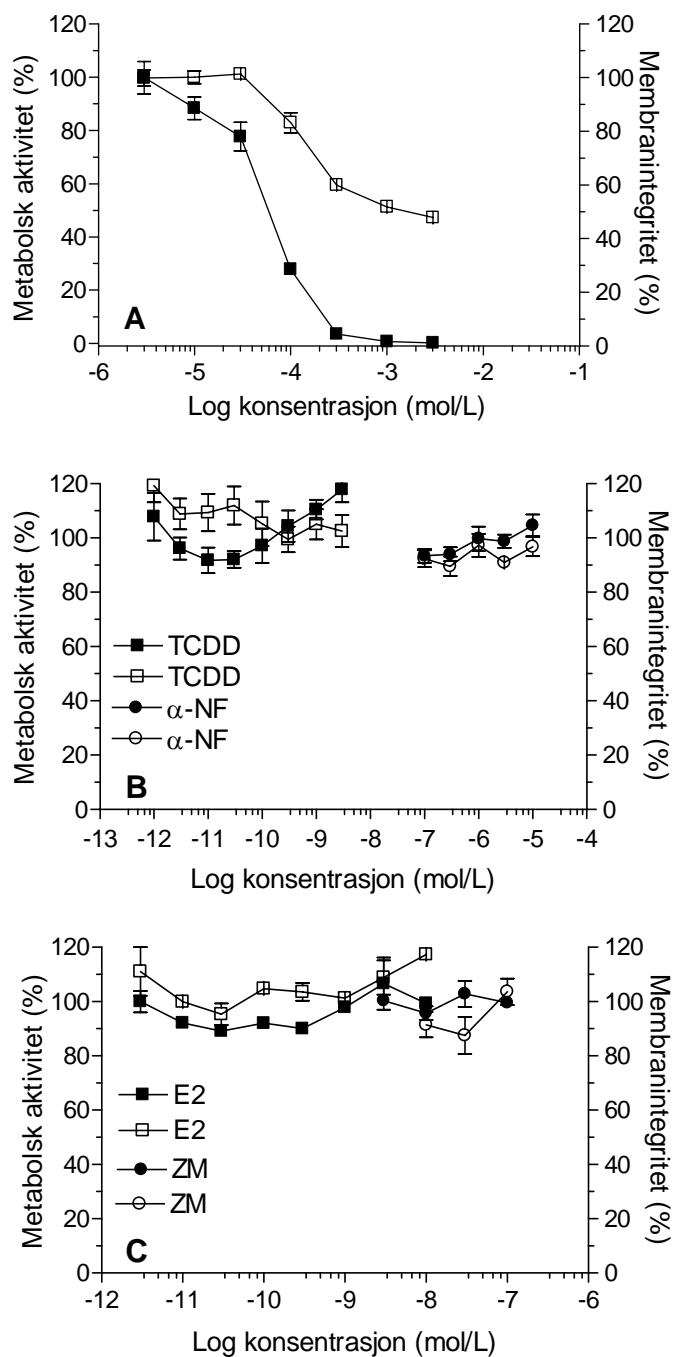 120
100
80
60
40
20
0
Metabolsk aktivitet (%)
120
100
80
60
40
20
0
Membranintegritet (%)
A
-6 -5 -4 -3 -2 -1
Log konsentrasjon (mol/L)
120
100
80
60
40
20
0
Metabolsk aktivitet (%)
120
100
80
60
40
20
0
Membranintegritet (%)
TCDD
TCDD
α-NF
α-NF
B
-13 -12 -11 -10 -9 -8 -7 -6 -5 -4
Log konsentrasjon (mol/L)
120
100
80
60
40
20
0
Metabolsk aktivitet (%)
120
100
80
60
40
20
0
Membranintegritet (%)
E2
E2
ZM
ZM
C
-12 -11 -10 -9 -8 -7 -6
Log konsentrasjon (mol/L)